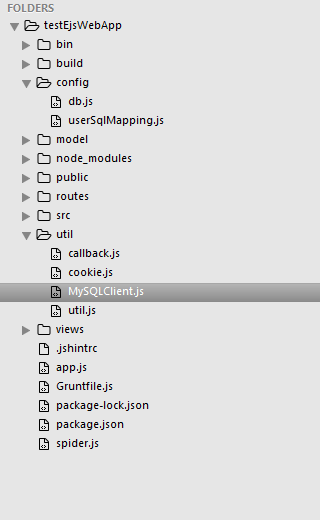 FOLDERS
testEjsWebApp
bin
build
config
db.js
userSqlMapping.js
model
node_modules
public
routes
src
util
callback.js
cookie.js
MySQLClient.js
util.js
views
.jshintrc
app.js
Gruntfile.js
package-lock.json
package.json
spider.js